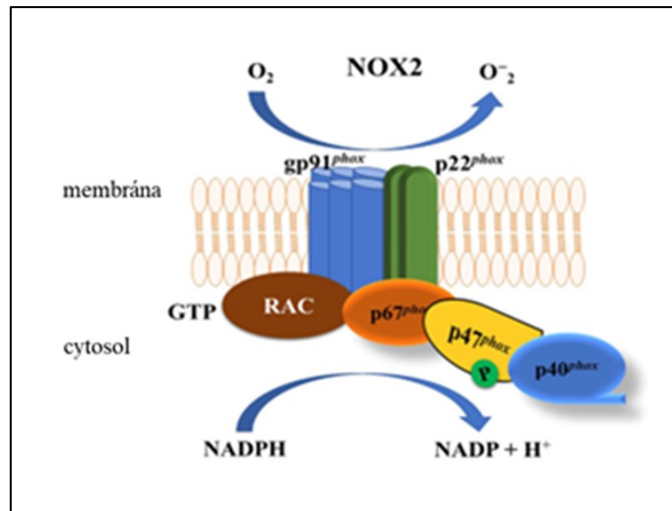 O₂ NOX2 O⁻₂
gp91phox p22phox
membrána
GTP RAC p67phox
p47phox
cytosol
p40phox
P
NADPH NADP + H⁺